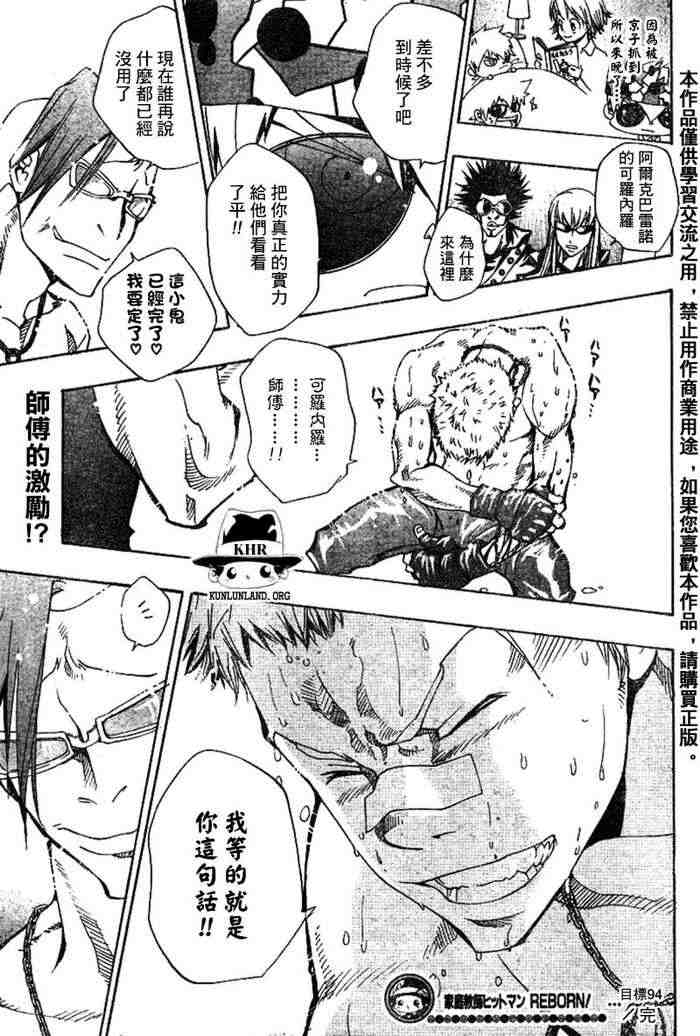 因為被
京子抓到
所以來晚了…
阿爾克巴雷諾
的可羅內羅
為什麼
來這裡
差不多
到時候了吧
現在誰再說
什麼都已經
沒用了
把你真正的實力
給他們看看
了平!!
這小鬼
已經完了♡
我要定了♡
可羅內羅…
………
師傅……!!
師傅的激勵!?
KHR
KUNLUNLAND.ORG
我等的就是
你這句話!!
家庭教師ヒットマン REBORN!
目標94
…完
本作品僅供學習交流之用，禁止用作商業用途，如果您喜歡本作品，請購買正版。